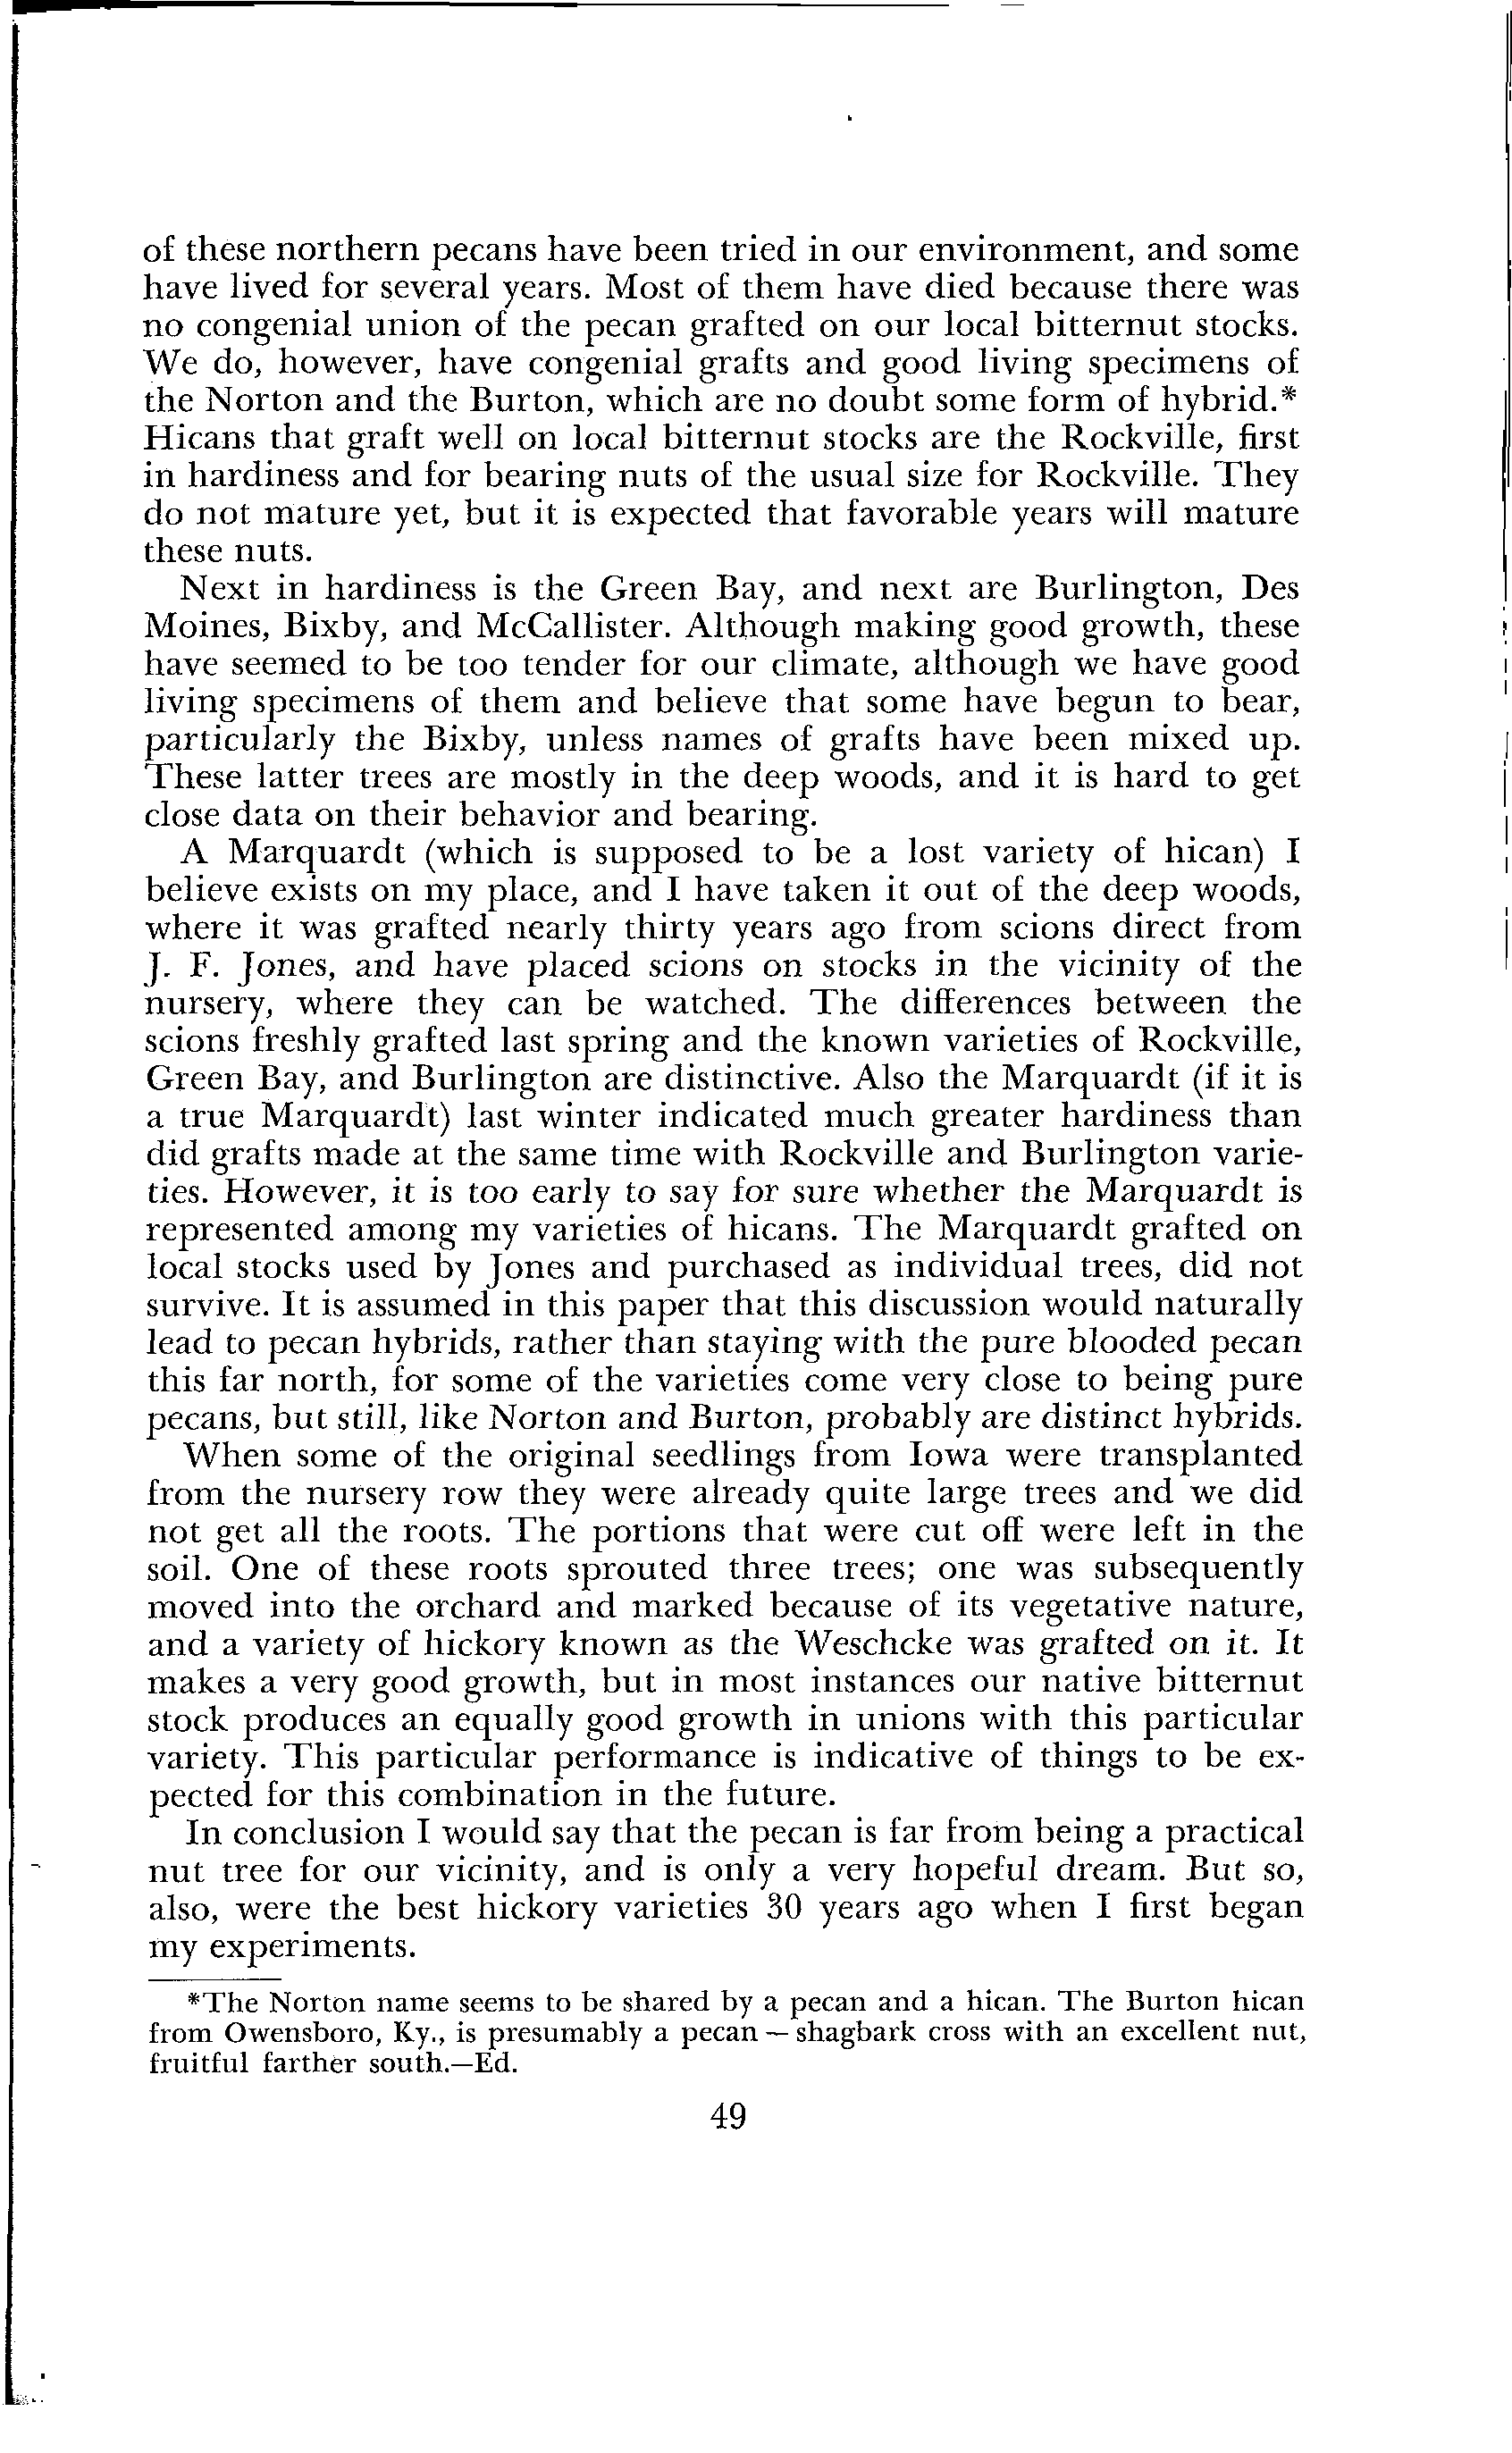 of these northern pecans have been tried in our environment, and some
have lived for several years. Most of them have died because there was
no congenial union of the pecan grafted on our local bitternut stocks.
We do, however, have congenial grafts and good living specimens of
the Norton and the Burton, which are no doubt some form of hybrid.*
Hicans that graft well on local bitternut stocks are the Rockville, first
in hardiness and for bearing nuts of the usual size for Rockville. They
do not mature yet, but it is expected that favorable years will mature
these nuts.
Next in hardiness is the Green Bay, and next are Burlington, Des
Moines, Bixby, and McCallister. Although making good growth, these
have seemed to be too tender for our climate, although we have good
living specimens of them and believe that some have begun to bear,
particularly the Bixby, unless names of grafts have been mixed up.
These latter trees are mostly in the deep woods, and it is hard to get
close data on their behavior and bearing.
A Marquardt (which is supposed to be a lost variety of hican) I
believe exists on my place, and I have taken it out of the deep woods,
where it was grafted nearly thirty years ago from scions direct from
J. F. Jones, and have placed scions on stocks in the vicinity of the
nursery, where they can be watched. The differences between the
scions freshly grafted last spring and the known varieties of Rockville,
Green Bay, and Burlington are distinctive. Also the Marquardt (if it is
a true Marquardt) last winter indicated much greater hardiness than
did grafts made at the same time with Rockville and Burlington varie-
ties. However, it is too early to say for sure whether the Marquardt is
represented among my varieties of hicans. The Marquardt grafted on
local stocks used by Jones and purchased as individual trees, did not
survive. It is assumed in this paper that this discussion would naturally
lead to pecan hybrids, rather than staying with the pure blooded pecan
this far north, for some of the varieties come very close to being pure
pecans, but still, like Norton and Burton, probably are distinct hybrids.
When some of the original seedlings from Iowa were transplanted
from the nursery row they were already quite large trees and we did
not get all the roots. The portions that were cut off were left in the
soil. One of these roots sprouted three trees; one was subsequently
moved into the orchard and marked because of its vegetative nature,
and a variety of hickory known as the Weschcke was grafted on it. It
makes a very good growth, but in most instances our native bitternut
stock produces an equally good growth in unions with this particular
variety. This particular performance is indicative of things to be ex-
pected for this combination in the future.
In conclusion I would say that the pecan is far from being a practical
nut tree for our vicinity, and is only a very hopeful dream. But so,
also, were the best hickory varieties 30 years ago when I first began
my experiments.
*The Norton name seems to be shared by a pecan and a hican. The Burton hican
from Owensboro, Ky., is presumably a pecan — shagbark cross with an excellent nut,
fruitful farther south.—Ed.
49